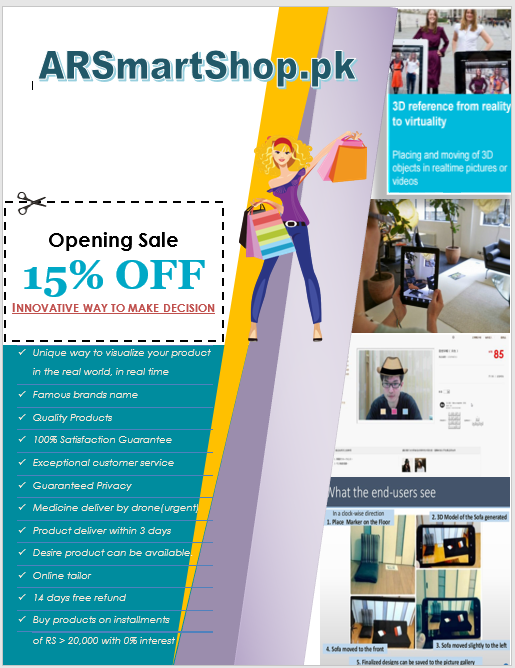 ARSmartShop.pk
3D reference from reality
to virtuality
Placing and moving of 3D
objects in realtime pictures or
videos
Opening Sale
15% OFF
INNOVATIVE WAY TO MAKE DECISION
✓ Unique way to visualize your product
in the real world, in real time
✓ Famous brands name
✓ Quality Products
✓ 100% Satisfaction Guarantee
✓ Exceptional customer service
✓ Guaranteed Privacy
✓ Medicine deliver by drone(urgent)
✓ Product deliver within 3 days
✓ Desire product can be available
✓ Online tailor
✓ 14 days free refund
✓ Buy products on installments
of RS > 20,000 with 0% interest
85
What the end-users see
In a clock-wise direction
1. Place Marker on the Floor
2. 3D Model of the Sofa generated
4. Sofa moved to the front
3. Sofa moved slightly to the left
5. Finalized designs can be saved to the picture gallery